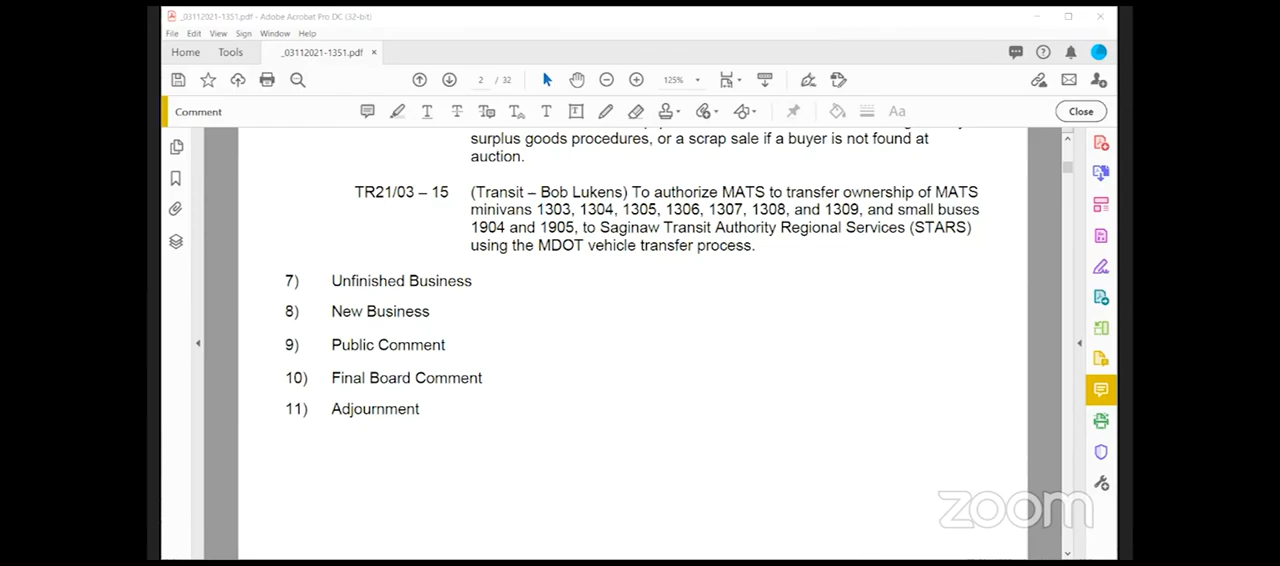 _03112021-1351.pdf - Adobe Acrobat Pro DC (32-bit)
File Edit View Sign Window Help
Home Tools _03112021-1351.pdf ×
2 / 32 125%
Comment Aa Close
surplus goods procedures, or a scrap sale if a buyer is not found at
auction.
TR21/03 – 15 (Transit – Bob Lukens) To authorize MATS to transfer ownership of MATS
minivans 1303, 1304, 1305, 1306, 1307, 1308, and 1309, and small buses
1904 and 1905, to Saginaw Transit Authority Regional Services (STARS)
using the MDOT vehicle transfer process.
7) Unfinished Business
8) New Business
9) Public Comment
10) Final Board Comment
11) Adjournment
zoom